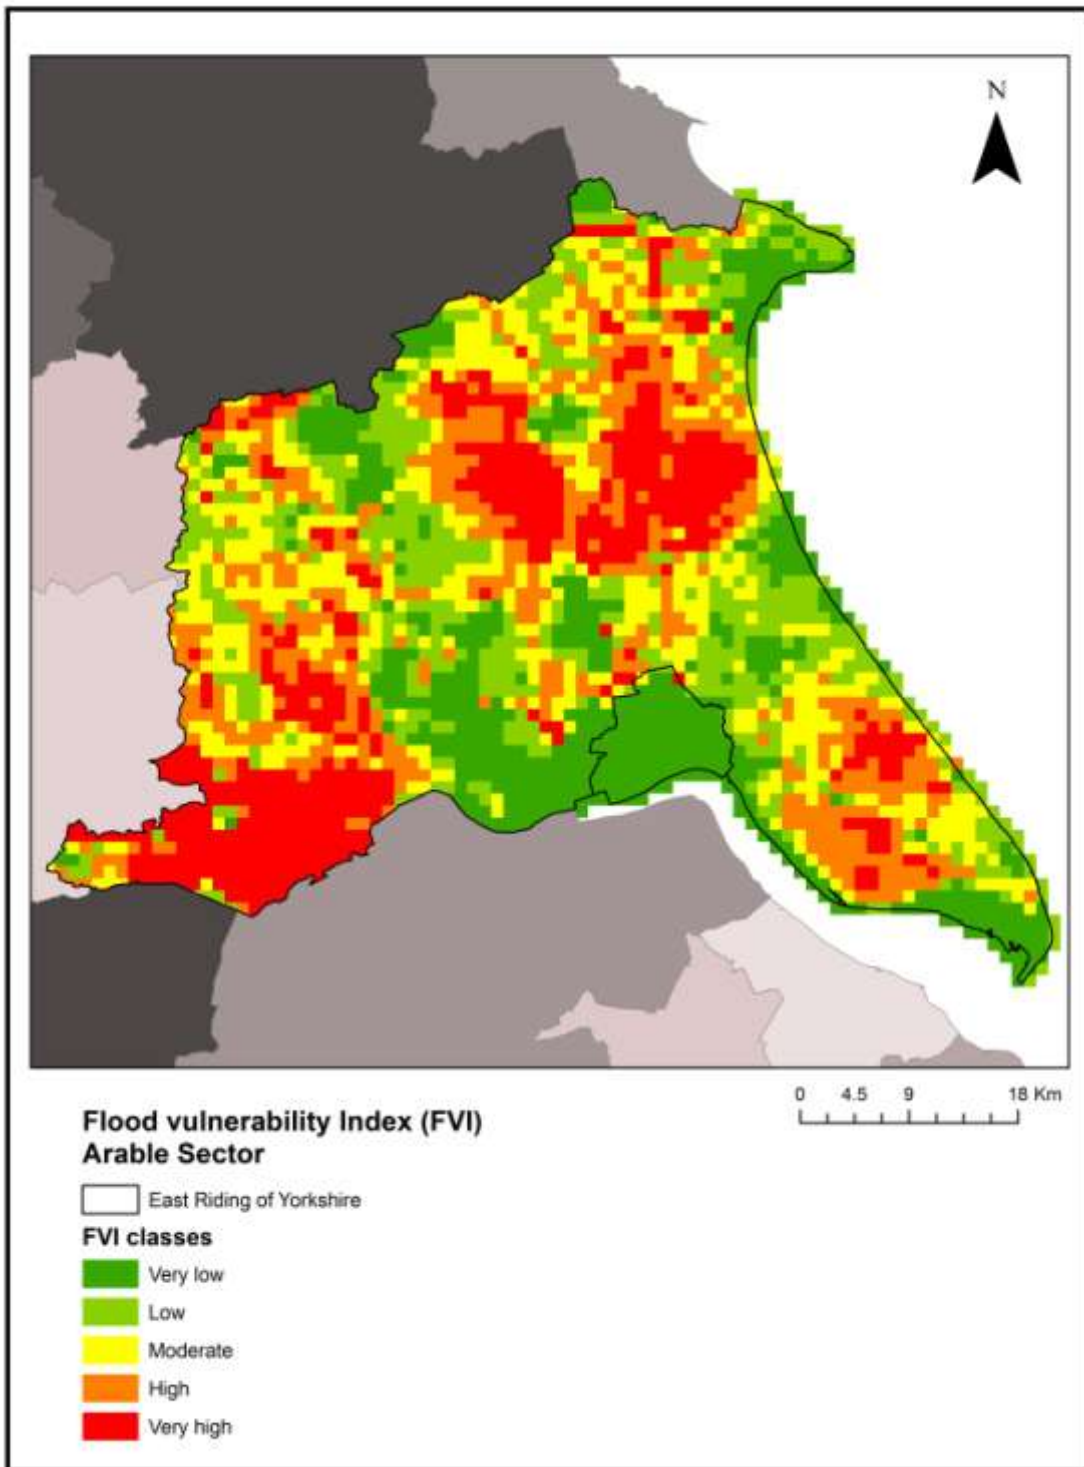 N
0 4.5 9 18 Km
Flood vulnerability Index (FVI)
Arable Sector
East Riding of Yorkshire
FVI classes
Very low
Low
Moderate
High
Very high